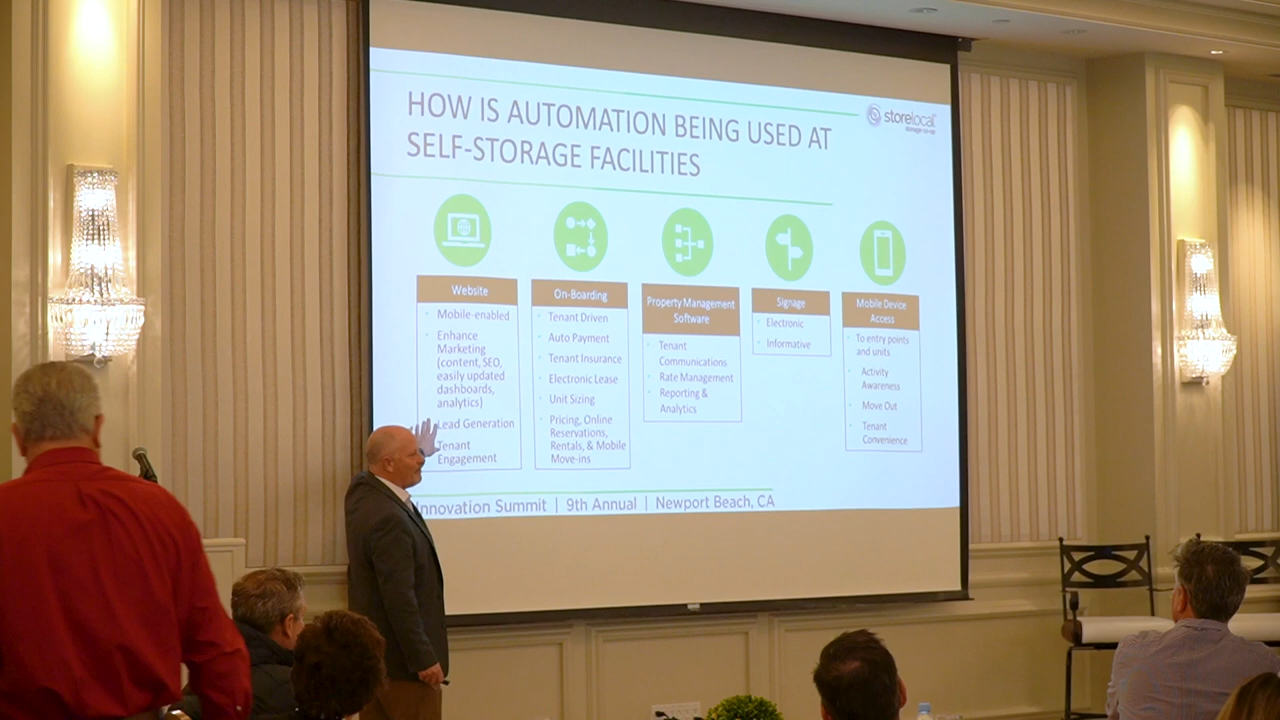 HOW IS AUTOMATION BEING USED AT
SELF-STORAGE FACILITIES
storelocal
storage co-op
Website
Mobile-enabled
Enhance
Marketing
(content, SEO,
easily updated
dashboards,
analytics)
Lead Generation
Tenant
Engagement
On-Boarding
Tenant Driven
Auto Payment
Tenant Insurance
Electronic Lease
Unit Sizing
Pricing, Online
Reservations,
Rentals, & Mobile
Move-ins
Property Management
Software
Tenant
Communications
Rate Management
Reporting &
Analytics
Signage
Electronic
Informative
Mobile Device
Access
To entry points
and units
Activity
Awareness
Move Out
Tenant
Convenience
Innovation Summit | 9th Annual | Newport Beach, CA